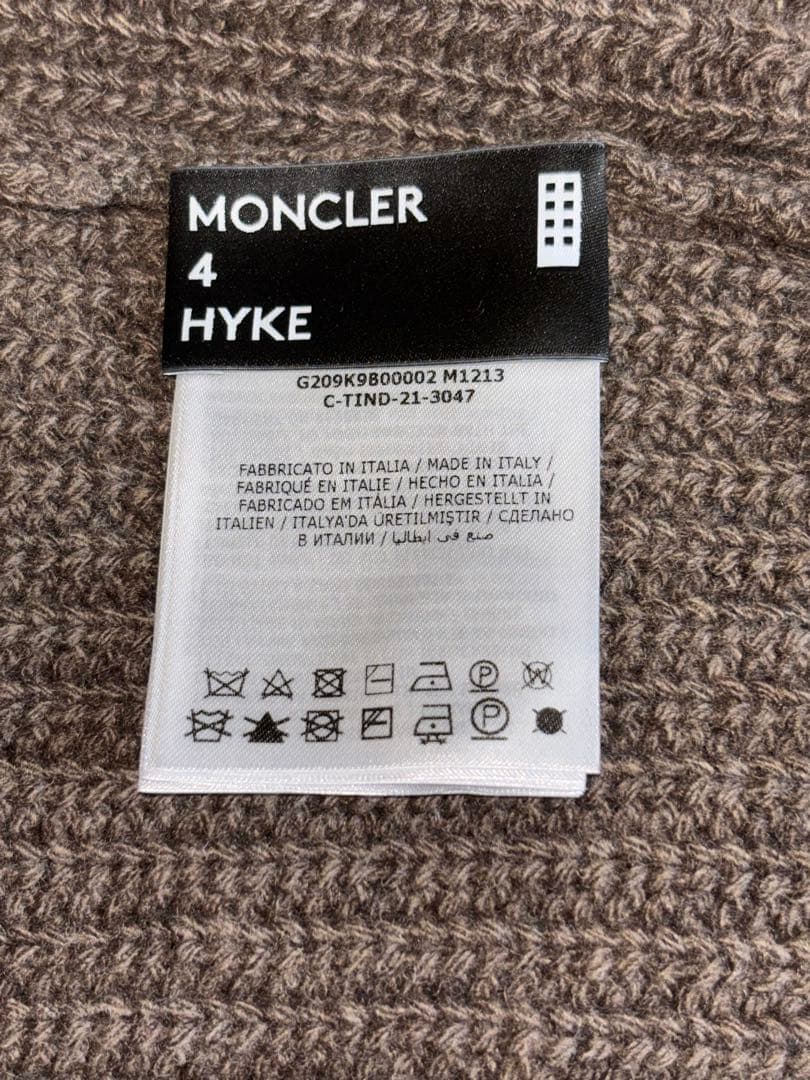 MONCLER
4
HYKE
G209K9B00002 M1213
C-TIND-21-3047
FABBRICATO IN ITALIA / MADE IN ITALY /
FABRIQUÉ EN ITALIE / HECHO EN ITALIA /
FABRICADO EM ITÁLIA / HERGESTELLT IN
ITALIEN / ITALYA'DA ÜRETILMIŞTIR / СДЕЛАНО
В ИТАЛИИ / صنع في ايطاليا
P W
P